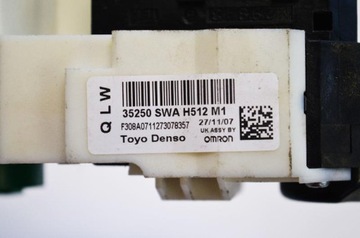 QLW
35250 SWA H512 M1
F308A0711273078357
27/11/07
UK ASSY BY
Toyo Denso
OMRON